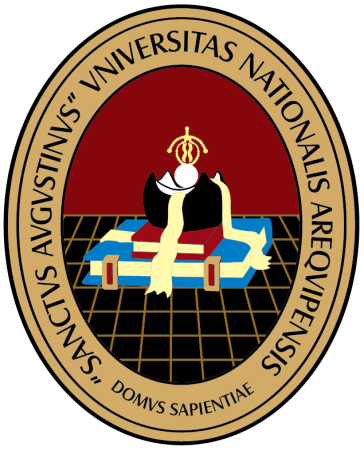 "SANCTVS AVGVSTINVS" VNIVERSITAS NATIONALIS AREQVIPENSIS
DOMVS SAPIENTIAE